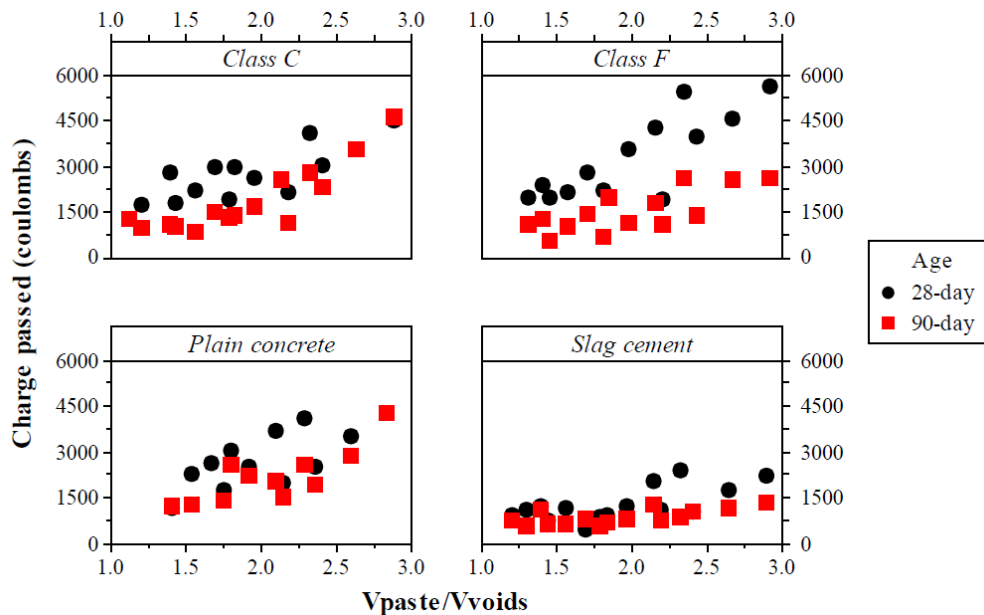 1.0 1.5 2.0 2.5 3.0
1.0 1.5 2.0 2.5 3.0
Class C
Class F
6000
4500
3000
1500
0
6000
4500
3000
1500
0
Charge passed (coulombs)
Age
28-day
90-day
Plain concrete
Slag cement
6000
4500
3000
1500
0
6000
4500
3000
1500
0
1.0 1.5 2.0 2.5 3.0
1.0 1.5 2.0 2.5 3.0
Vpaste/Vvoids